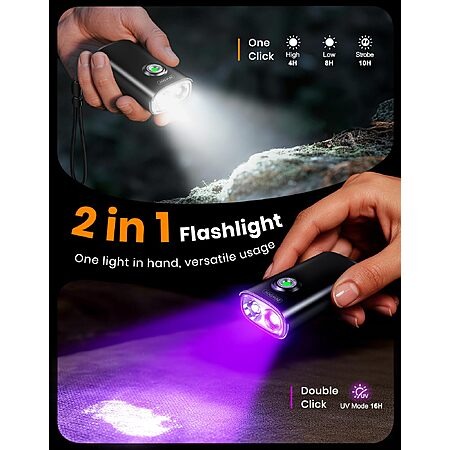 One
Click
High
4H
Low
8H
Strobe
10H
2 in 1 Flashlight
One light in hand, versatile usage
Double
Click
UV
UV Mode 16H